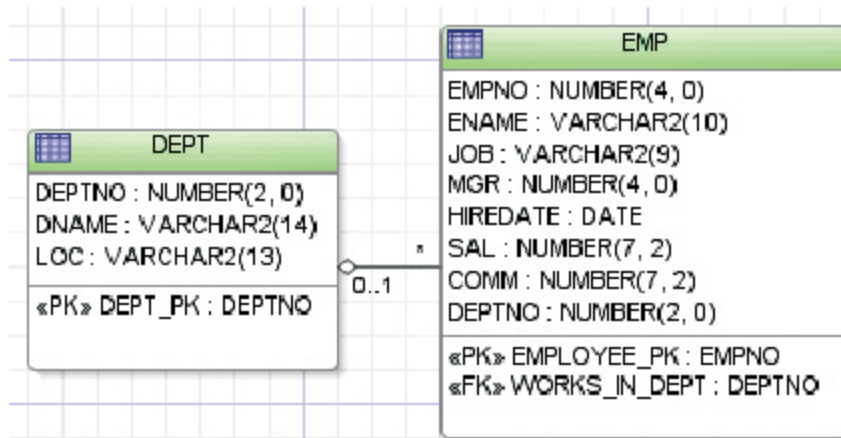 DEPT
DEPTNO : NUMBER(2, 0)
DNAME : VARCHAR2(14)
LOC : VARCHAR2(13)
«PK» DEPT_PK : DEPTNO
0..1
*
EMP
EMPNO : NUMBER(4, 0)
ENAME : VARCHAR2(10)
JOB : VARCHAR2(9)
MGR : NUMBER(4, 0)
HIREDATE : DATE
SAL : NUMBER(7, 2)
COMM : NUMBER(7, 2)
DEPTNO : NUMBER(2, 0)
«PK» EMPLOYEE_PK : EMPNO
«FK» WORKS_IN_DEPT : DEPTNO